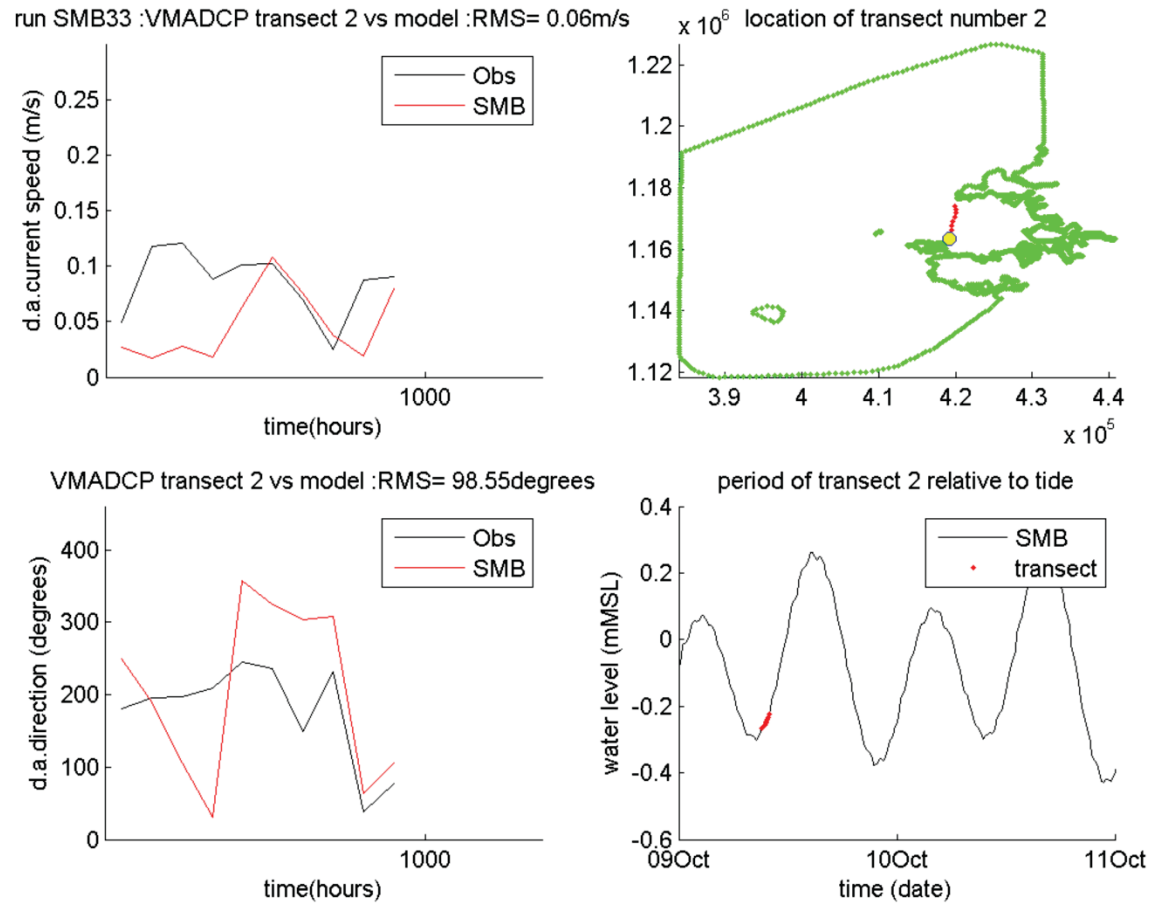 run SMB33 :VMADCP transect 2 vs model :RMS= 0.06m/s
d.a.current speed (m/s)
0.25
0.2
0.15
0.1
0.05
0
Obs
SMB
1000
time(hours)
location of transect number 2
x 10^6
1.22
1.2
1.18
1.16
1.14
1.12
3.9 4 4.1 4.2 4.3 4.4
x 10^5
VMADCP transect 2 vs model :RMS= 98.55degrees
d.a.direction (degrees)
400
300
200
100
0
Obs
SMB
1000
time(hours)
period of transect 2 relative to tide
water level (mMSL)
0.4
0.2
0
-0.2
-0.4
-0.6
SMB
transect
09Oct 10Oct 11Oct
time (date)